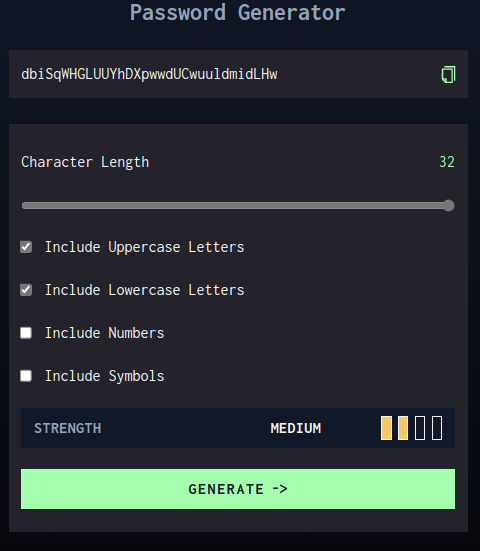 Password Generator
dbiSqWHGLUUYhDXpwwdUCwuuldmidLHw
Character Length 32
Include Uppercase Letters
Include Lowercase Letters
Include Numbers
Include Symbols
STRENGTH MEDIUM
GENERATE ->